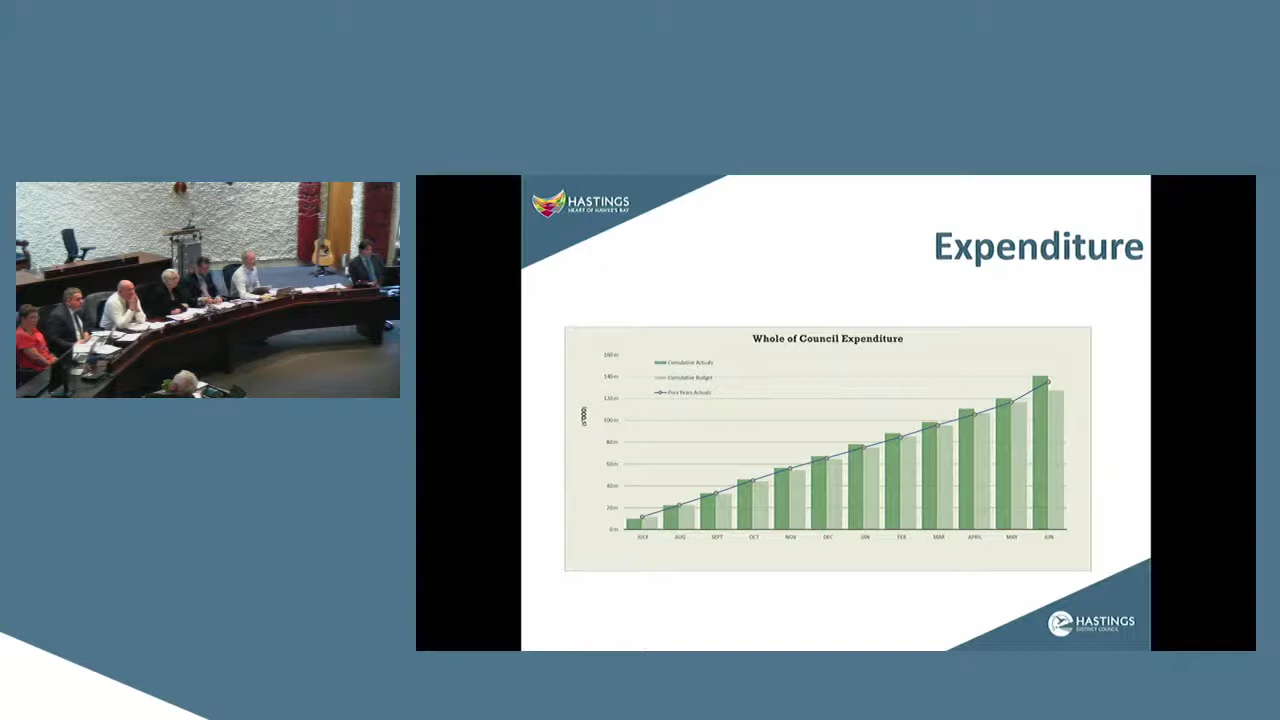 HASTINGS
HEART OF HAWKE'S BAY
Expenditure
Whole of Council Expenditure
160 m
140 m
120 m
100 m
80 m
60 m
40 m
20 m
0 m
Cumulative Actuals
Cumulative Budget
Prev Years Actuals
JULY
AUG
SEPT
OCT
NOV
DEC
JAN
FEB
MAR
APRIL
MAY
JUN
HASTINGS
DISTRICT COUNCIL